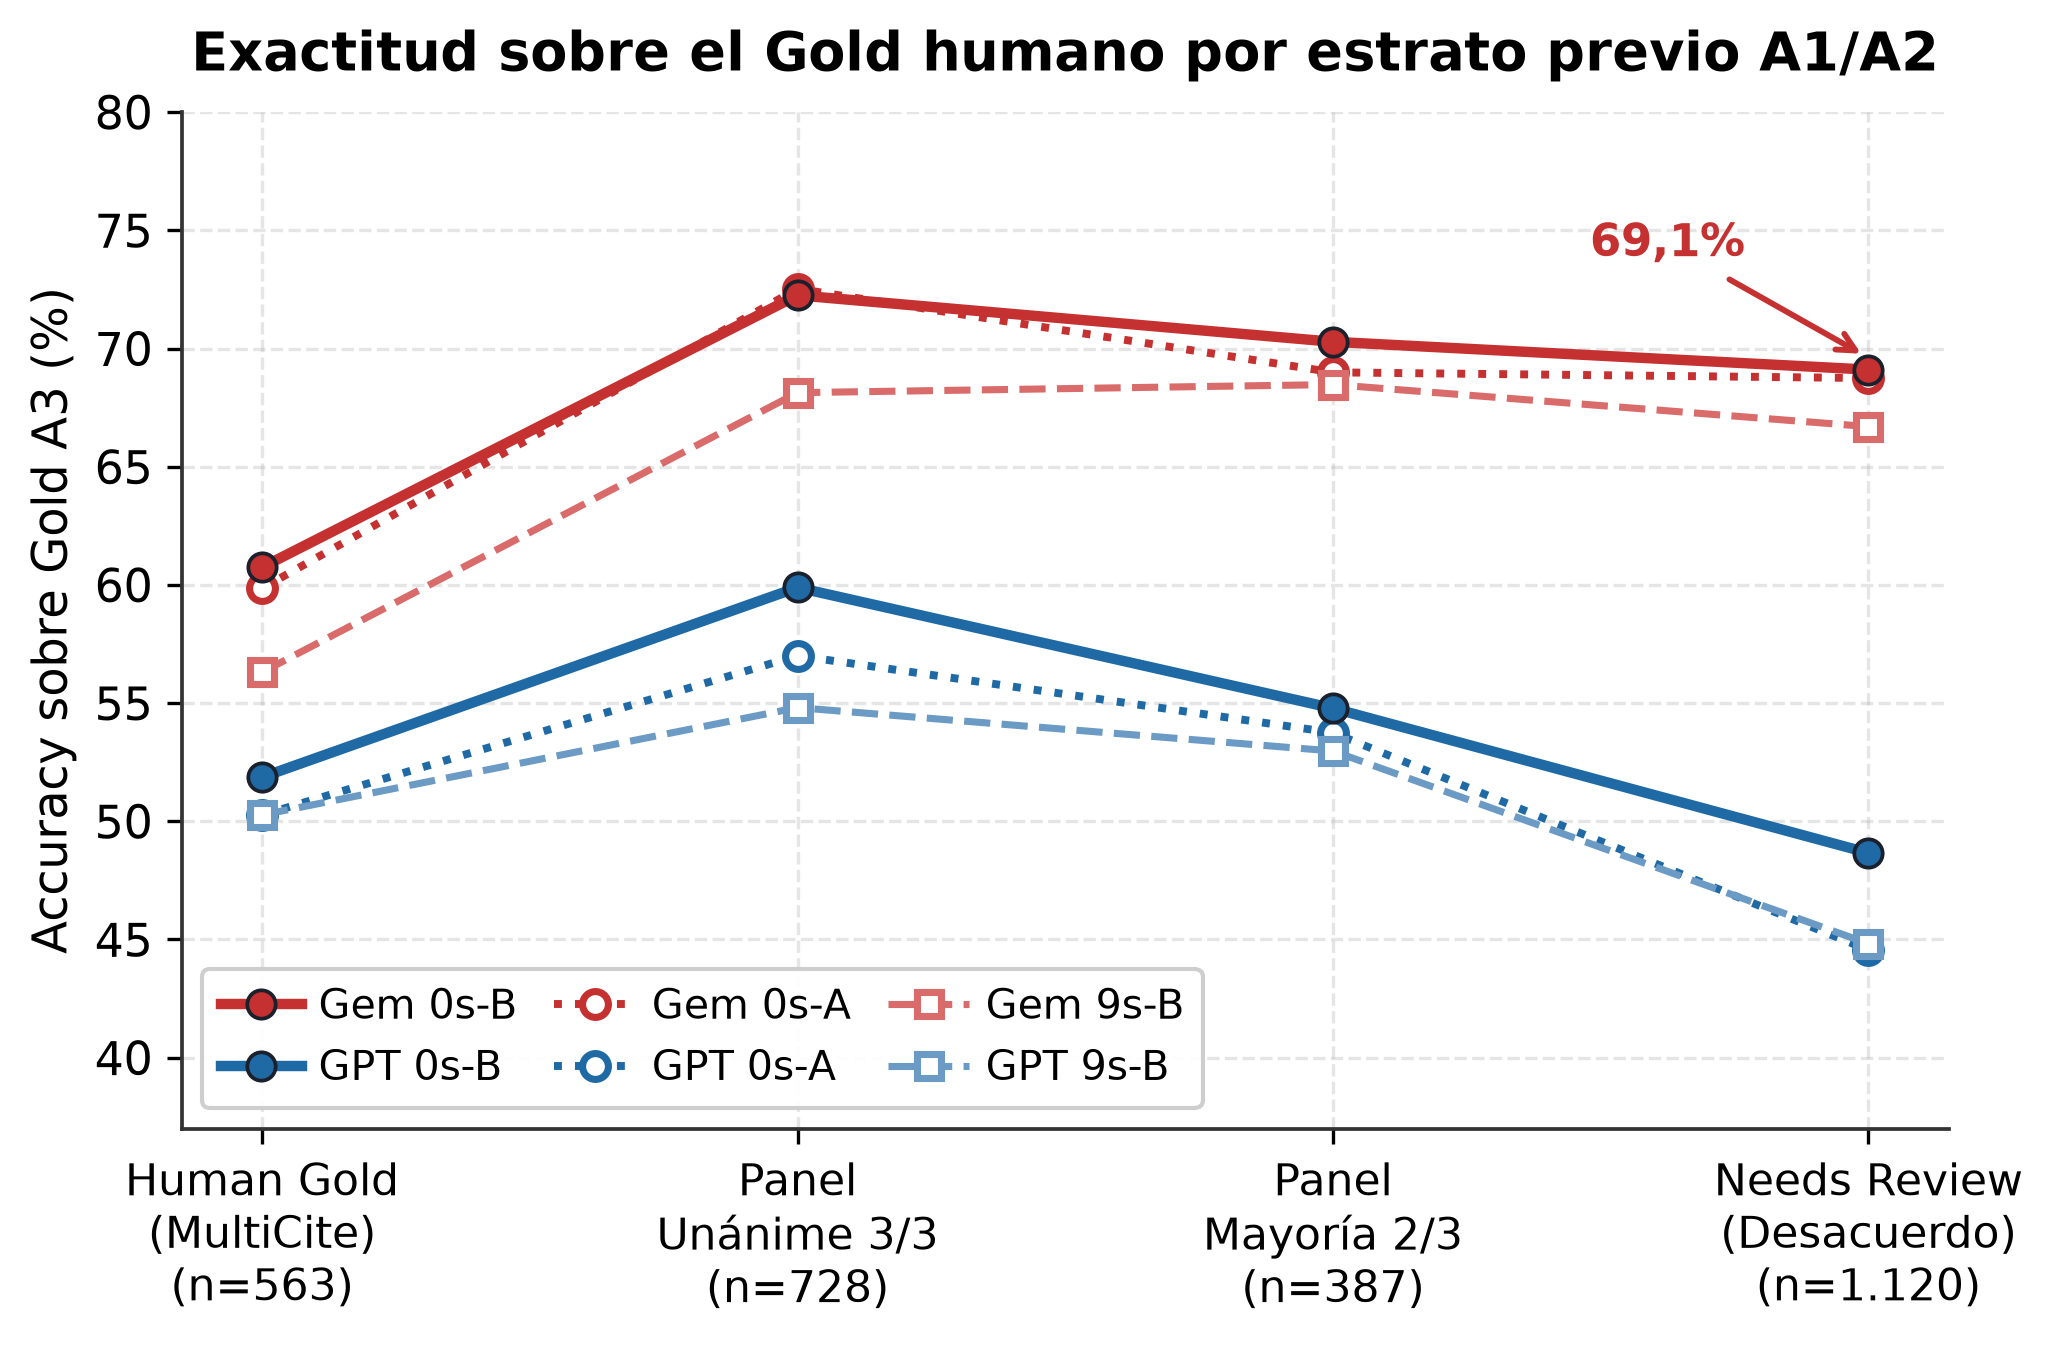 Exactitud sobre el Gold humano por estrato previo A1/A2
Accuracy sobre Gold A3 (%)
80
75
70
65
60
55
50
45
40
69,1%
Gem 0s-B
Gem 0s-A
Gem 9s-B
GPT 0s-B
GPT 0s-A
GPT 9s-B
Human Gold
(MultiCite)
(n=563)
Panel
Unánime 3/3
(n=728)
Panel
Mayoría 2/3
(n=387)
Needs Review
(Desacuerdo)
(n=1.120)